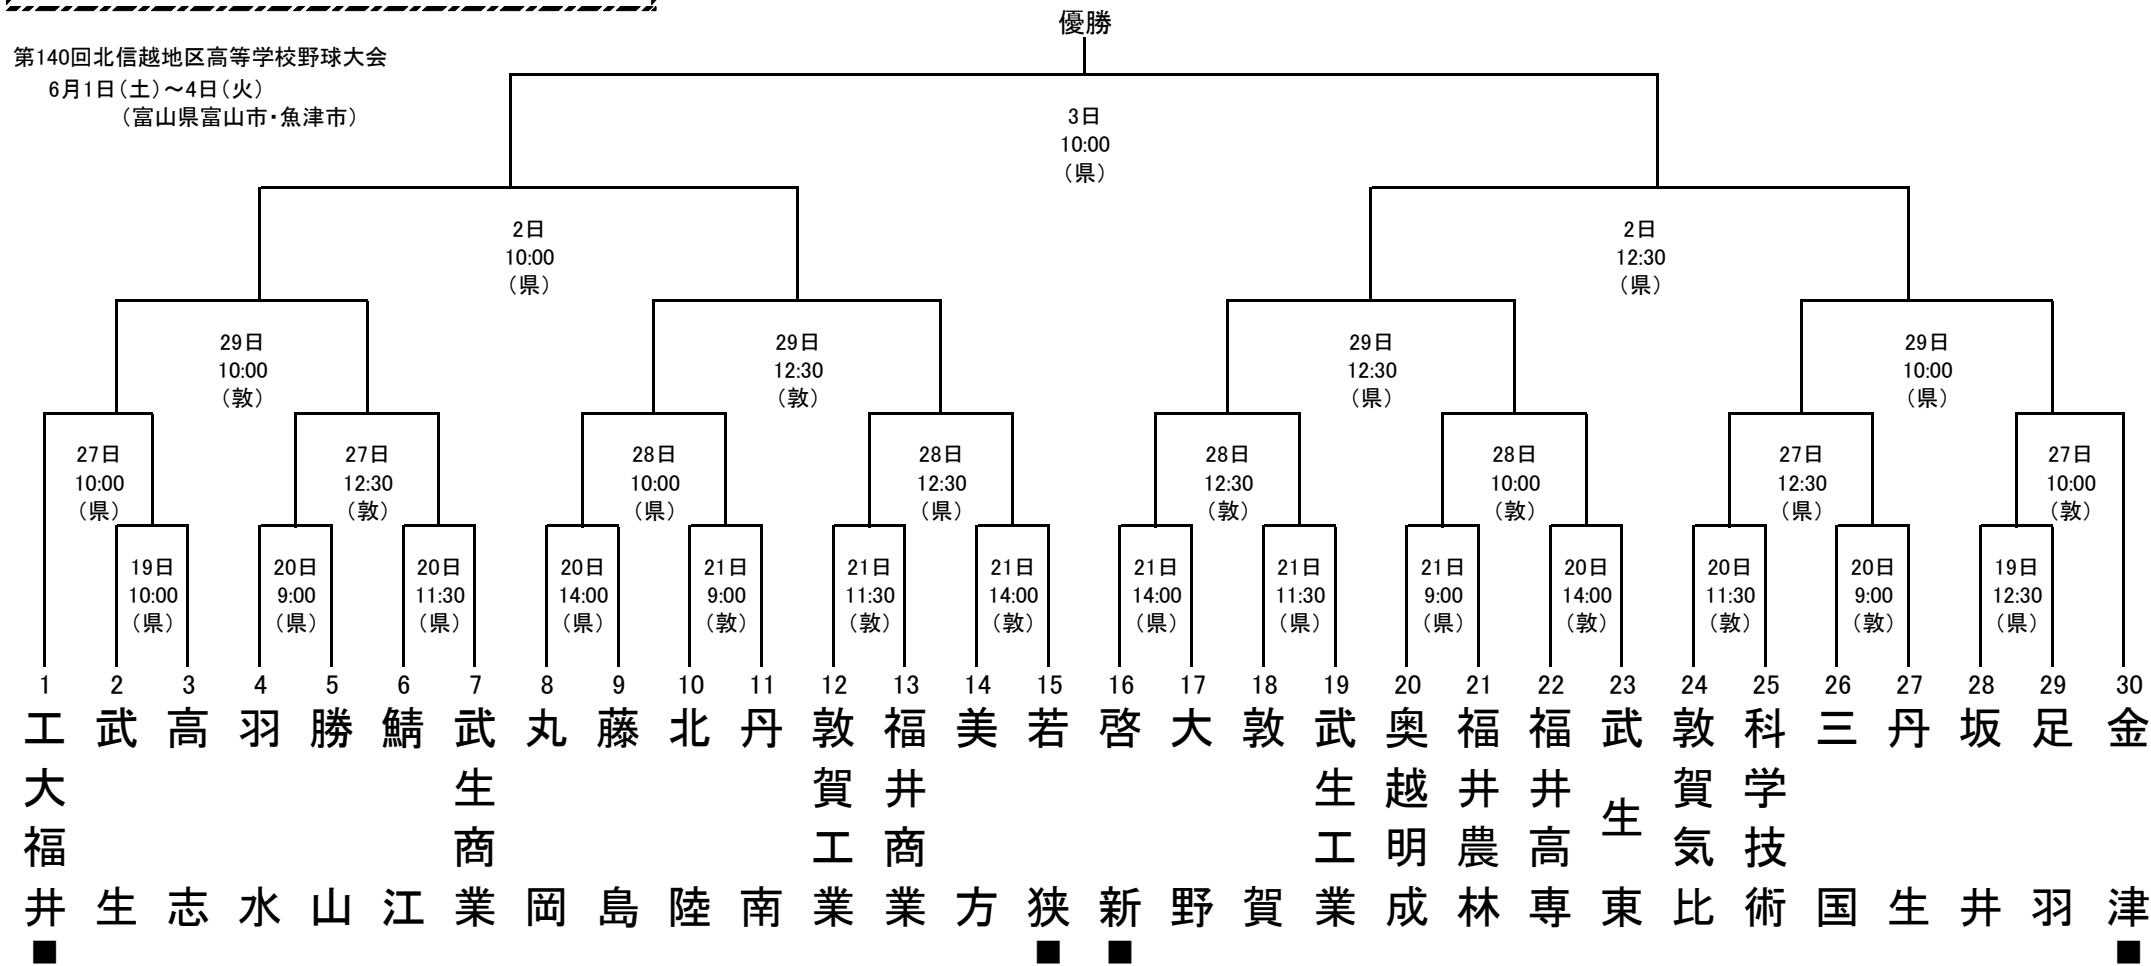 優勝
第140回北信越地区高等学校野球大会
6月1日(土)～4日(火)
(富山県富山市・魚津市)
3日
10:00
(県)
2日
10:00
(県)
2日
12:30
(県)
29日
10:00
(敦)
29日
12:30
(敦)
29日
12:30
(県)
29日
10:00
(県)
27日
10:00
(県)
27日
12:30
(敦)
28日
10:00
(県)
28日
12:30
(県)
28日
12:30
(敦)
28日
10:00
(敦)
27日
12:30
(県)
27日
10:00
(敦)
19日
10:00
(県)
20日
9:00
(県)
20日
11:30
(県)
20日
14:00
(県)
21日
9:00
(敦)
21日
11:30
(敦)
21日
14:00
(敦)
21日
14:00
(県)
21日
11:30
(県)
21日
9:00
(県)
20日
14:00
(敦)
20日
11:30
(敦)
20日
9:00
(敦)
19日
12:30
(県)
1
工大福井
2
武生
3
高志
4
羽水
5
勝山
6
鯖江
7
武生商業
8
丸岡
9
藤島
10
北陸
11
丹南
12
敦賀工業
13
福井商業
14
美方
15
若狭
16
啓新
17
大野
18
敦賀
19
武生工業
20
奥越明成
21
福井農林
22
福井高専
23
武生東
24
敦賀気比
25
科学技術
26
三国
27
丹生
28
坂井
29
足羽
30
金津